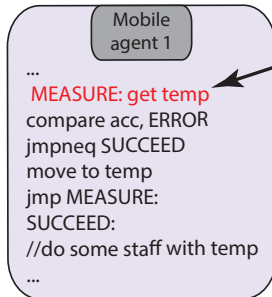 Mobile
agent 1
...
MEASURE: get temp
compare acc, ERROR
jmpneq SUCCEED
move to temp
jmp MEASURE:
SUCCEED:
//do some staff with temp
...